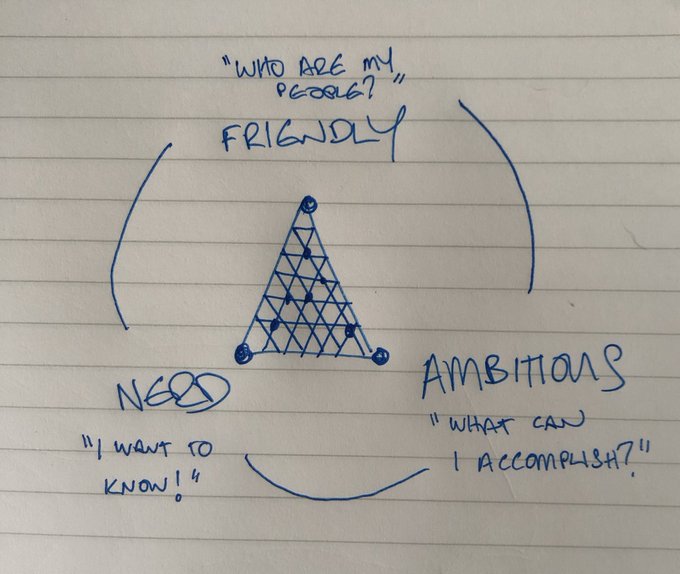 "WHO ARE MY
PEOPLE?"
FRIENDLY
NERD
"I WANT TO
KNOW!"
AMBITIOUS
"WHAT CAN
I ACCOMPLISH?"